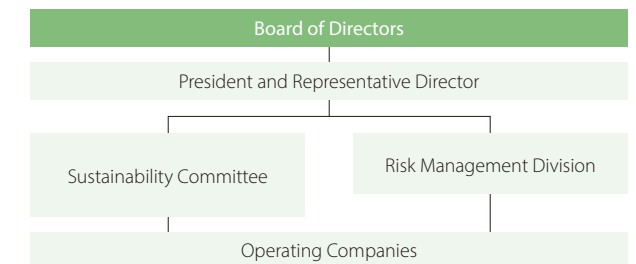 Board of Directors
President and Representative Director
Sustainability Committee
Risk Management Division
Operating Companies